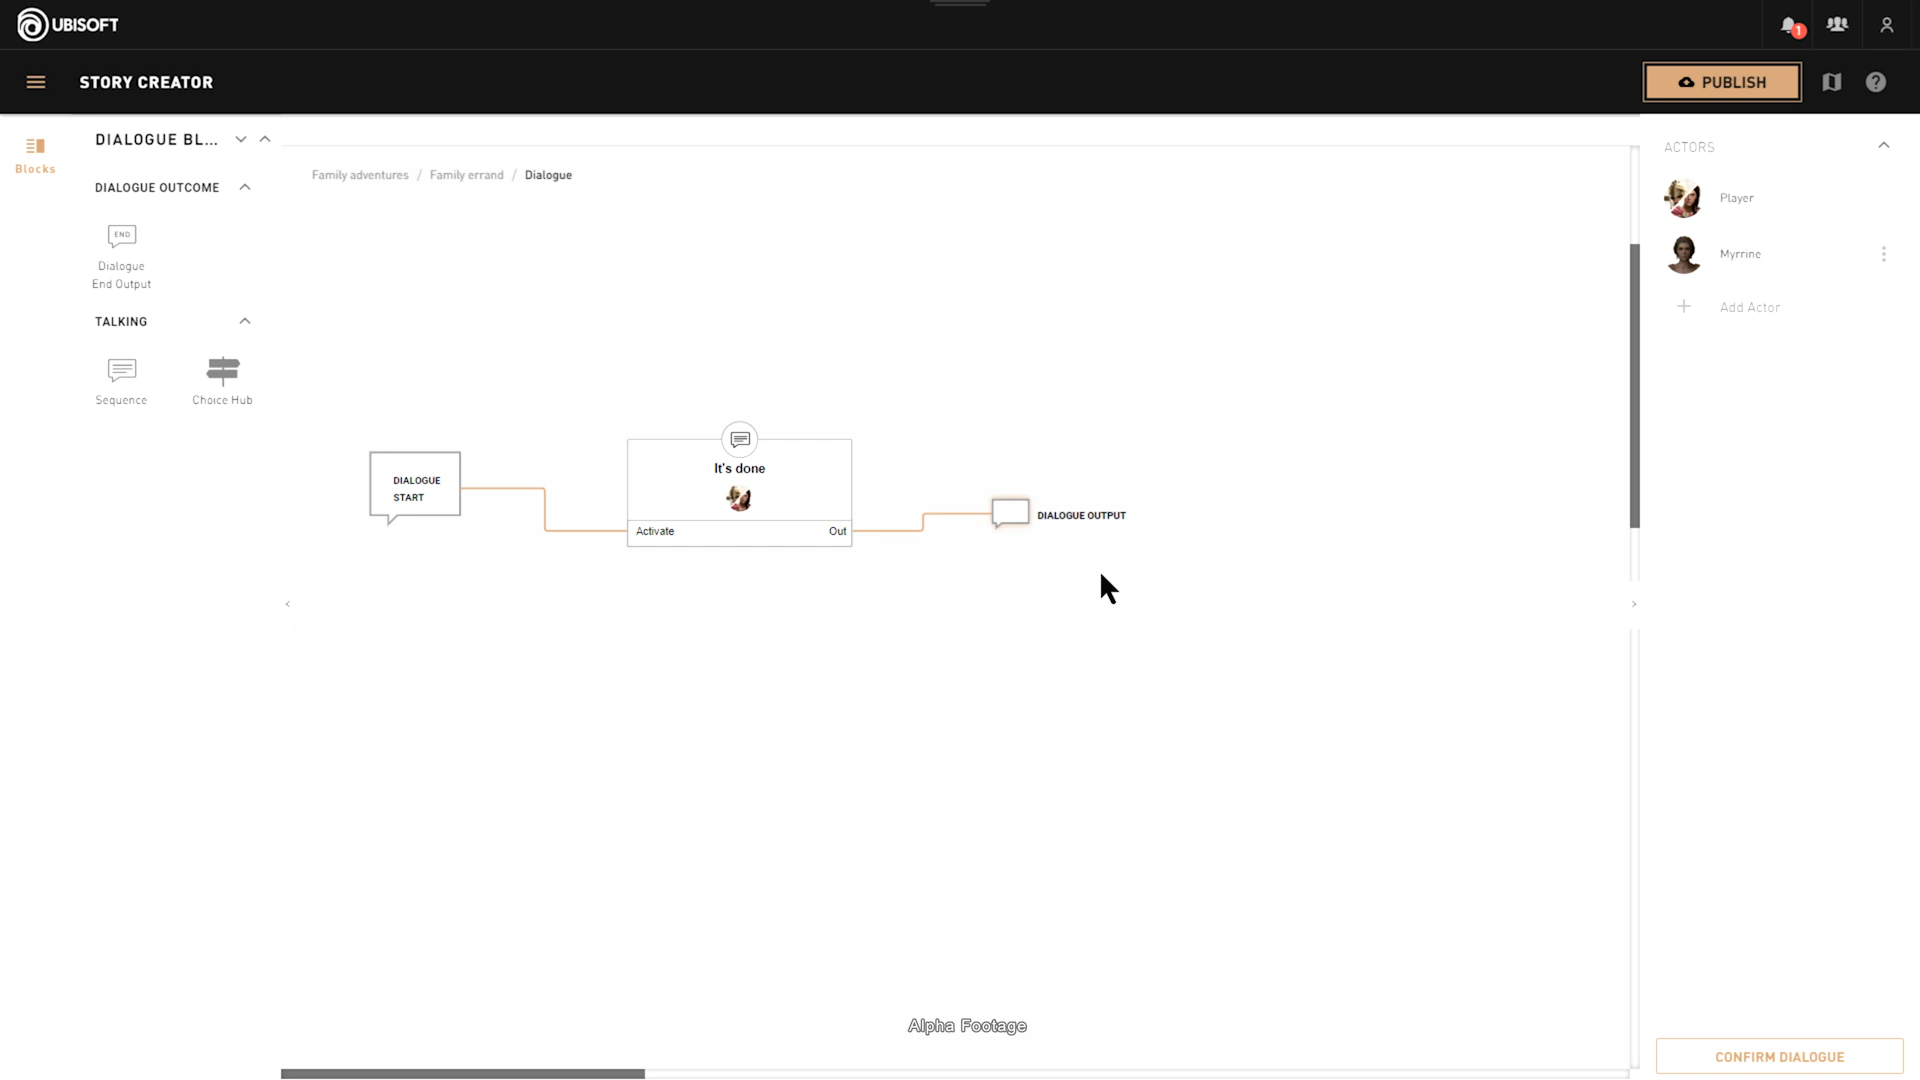 UBISOFT
1
STORY CREATOR
PUBLISH
Blocks
DIALOGUE BL...
DIALOGUE OUTCOME
END
Dialogue
End Output
TALKING
Sequence
Choice Hub
Family adventures / Family errand / Dialogue
DIALOGUE
START
It's done
Activate
Out
DIALOGUE OUTPUT
ACTORS
Player
Myrrine
Add Actor
Alpha Footage
CONFIRM DIALOGUE